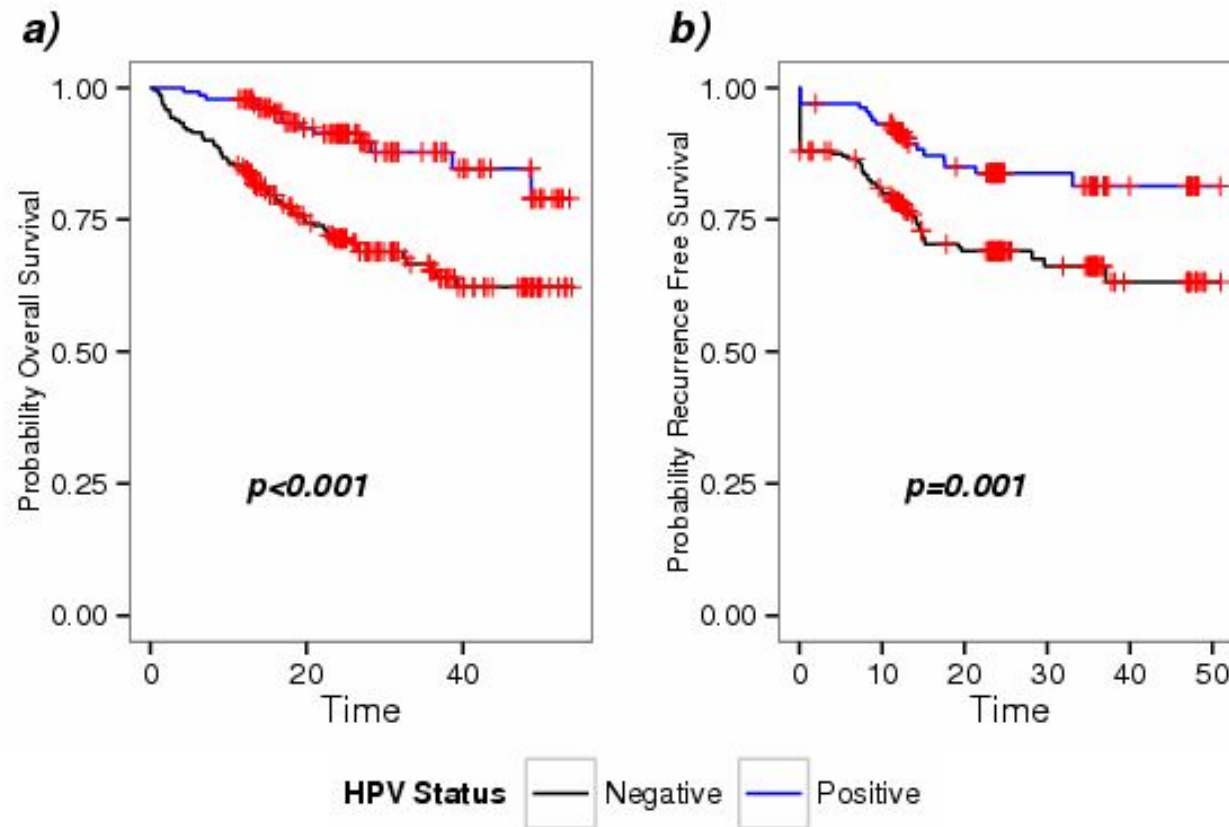 a)
Probability Overall Survival
1.00
0.75
0.50
0.25
0.00
p<0.001
0 20 40
Time
b)
Probability Recurrence Free Survival
1.00
0.75
0.50
0.25
0.00
p=0.001
0 10 20 30 40 50
Time
HPV Status Negative Positive